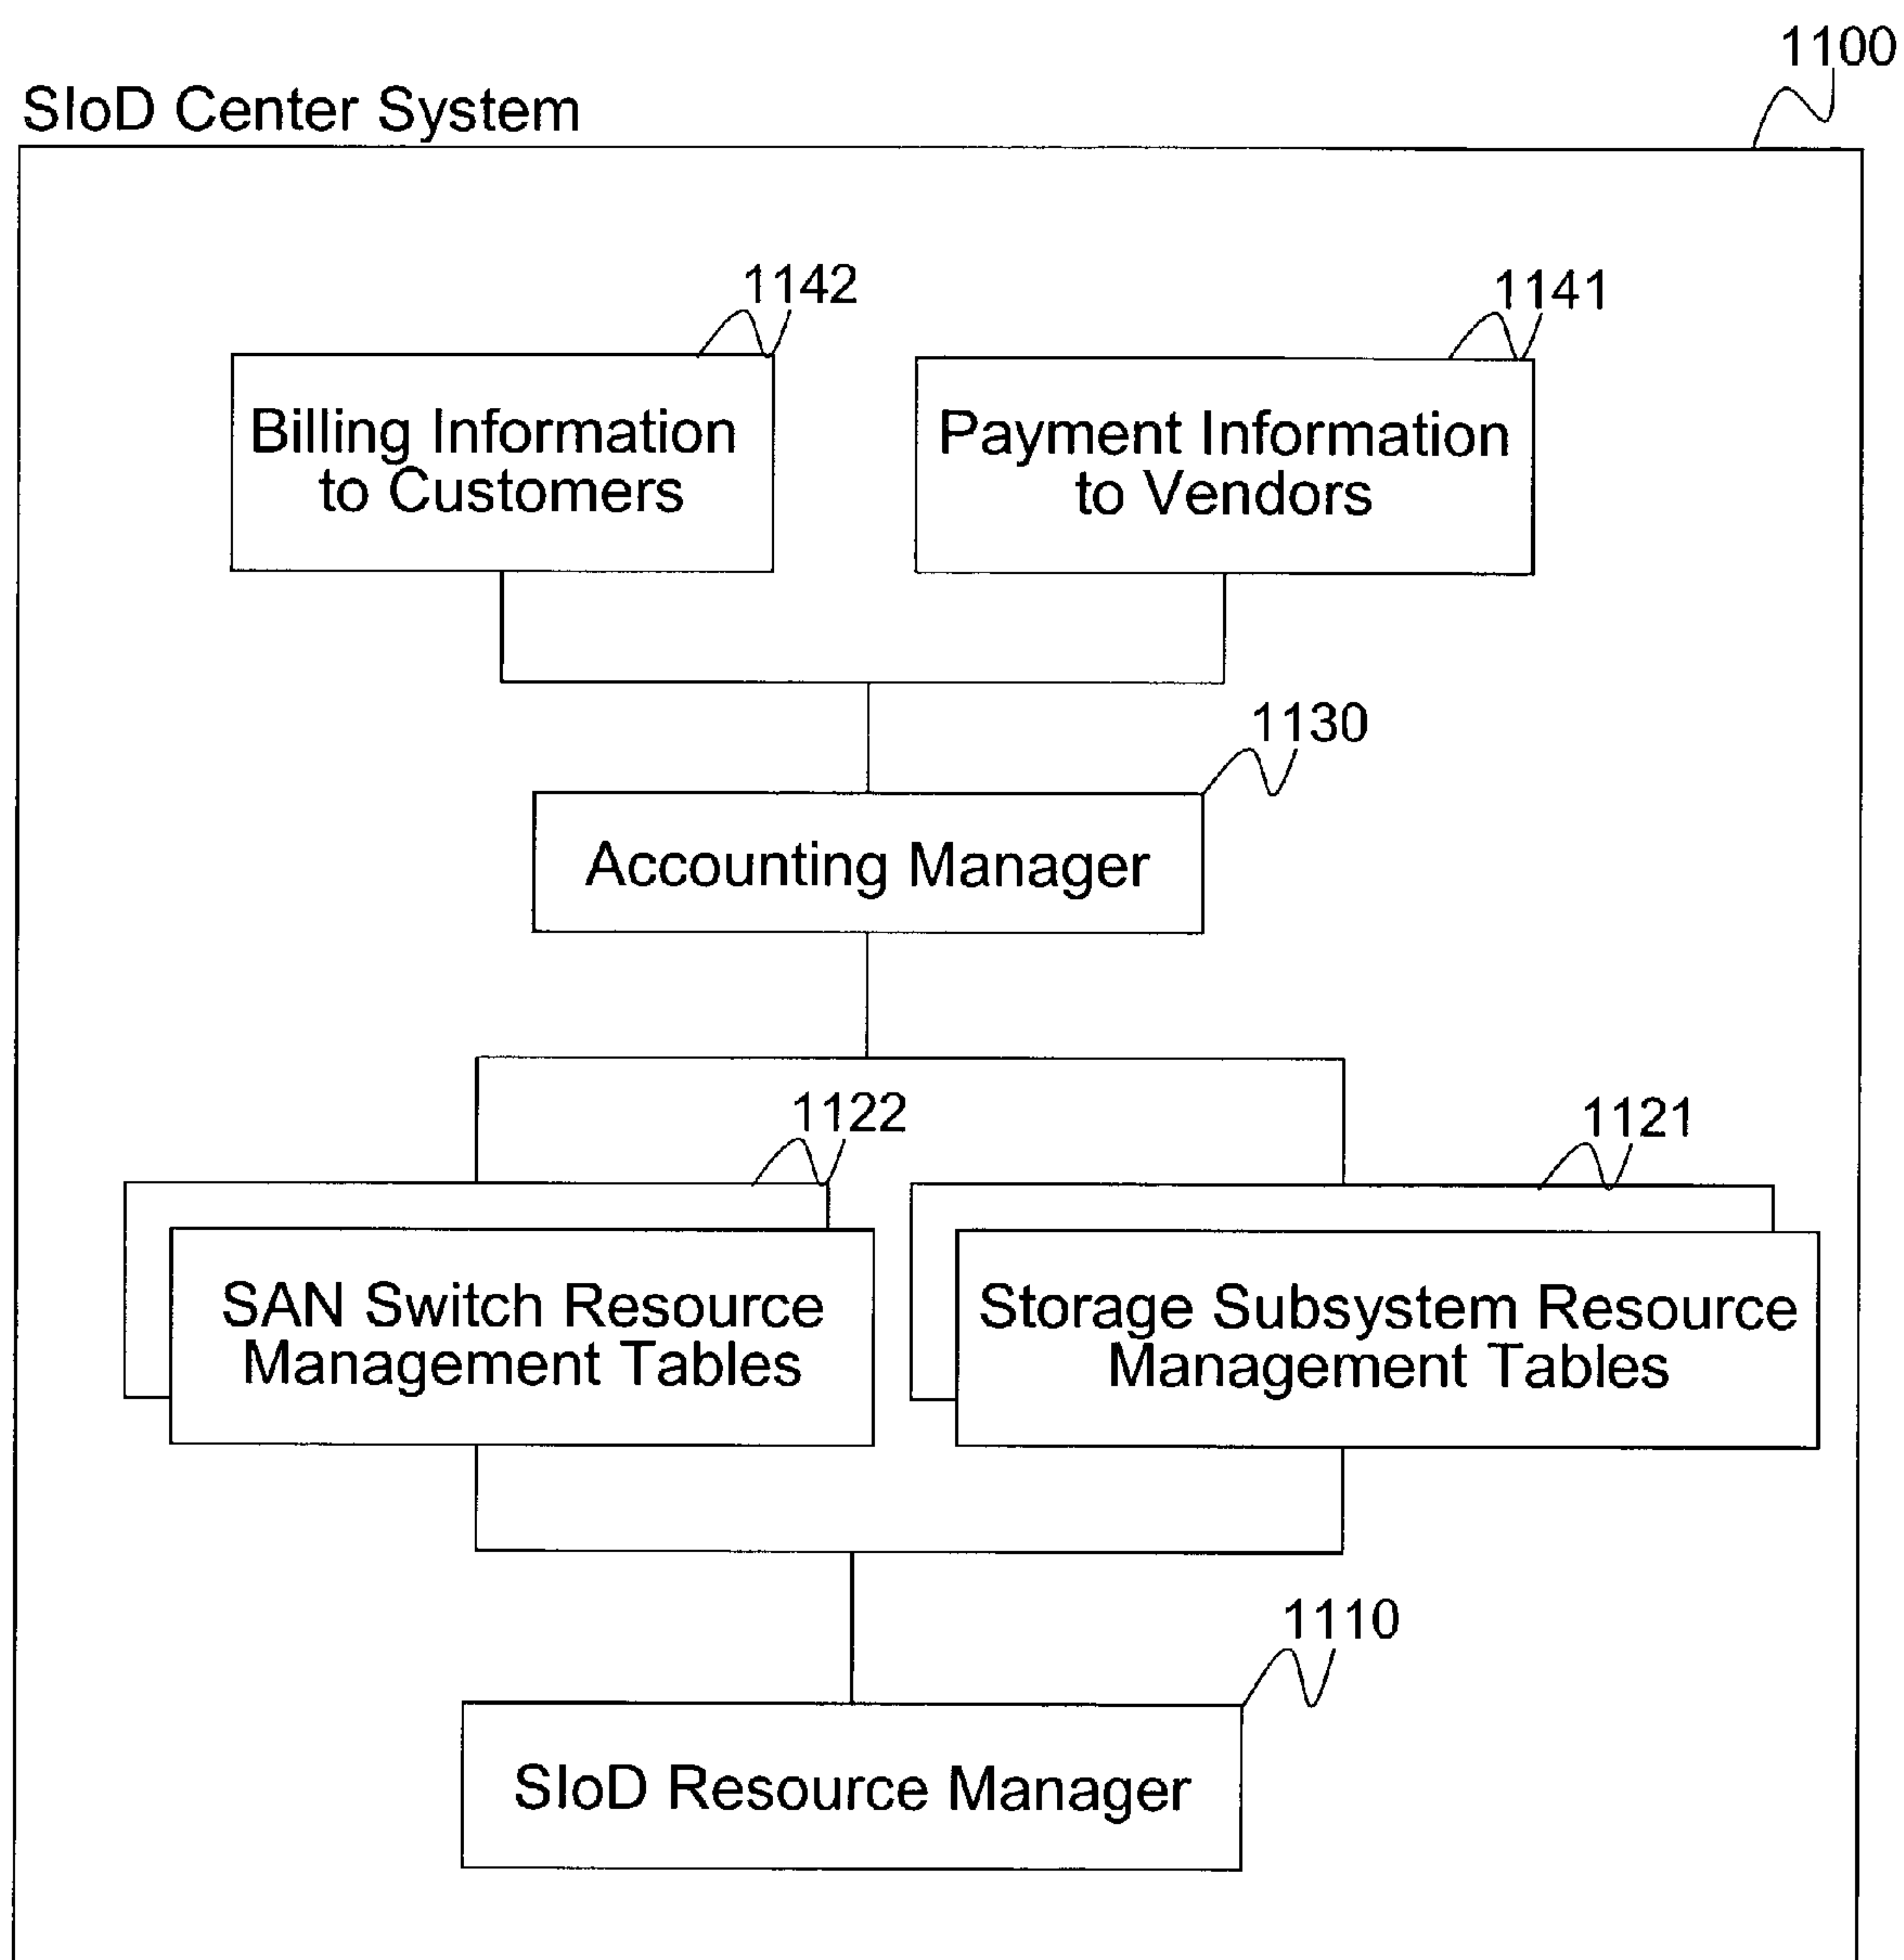 1100
SIoD Center System
1142
1141
Billing Information
to Customers
Payment Information
to Vendors
1130
Accounting Manager
1122
1121
SAN Switch Resource
Management Tables
Storage Subsystem Resource
Management Tables
1110
SIoD Resource Manager